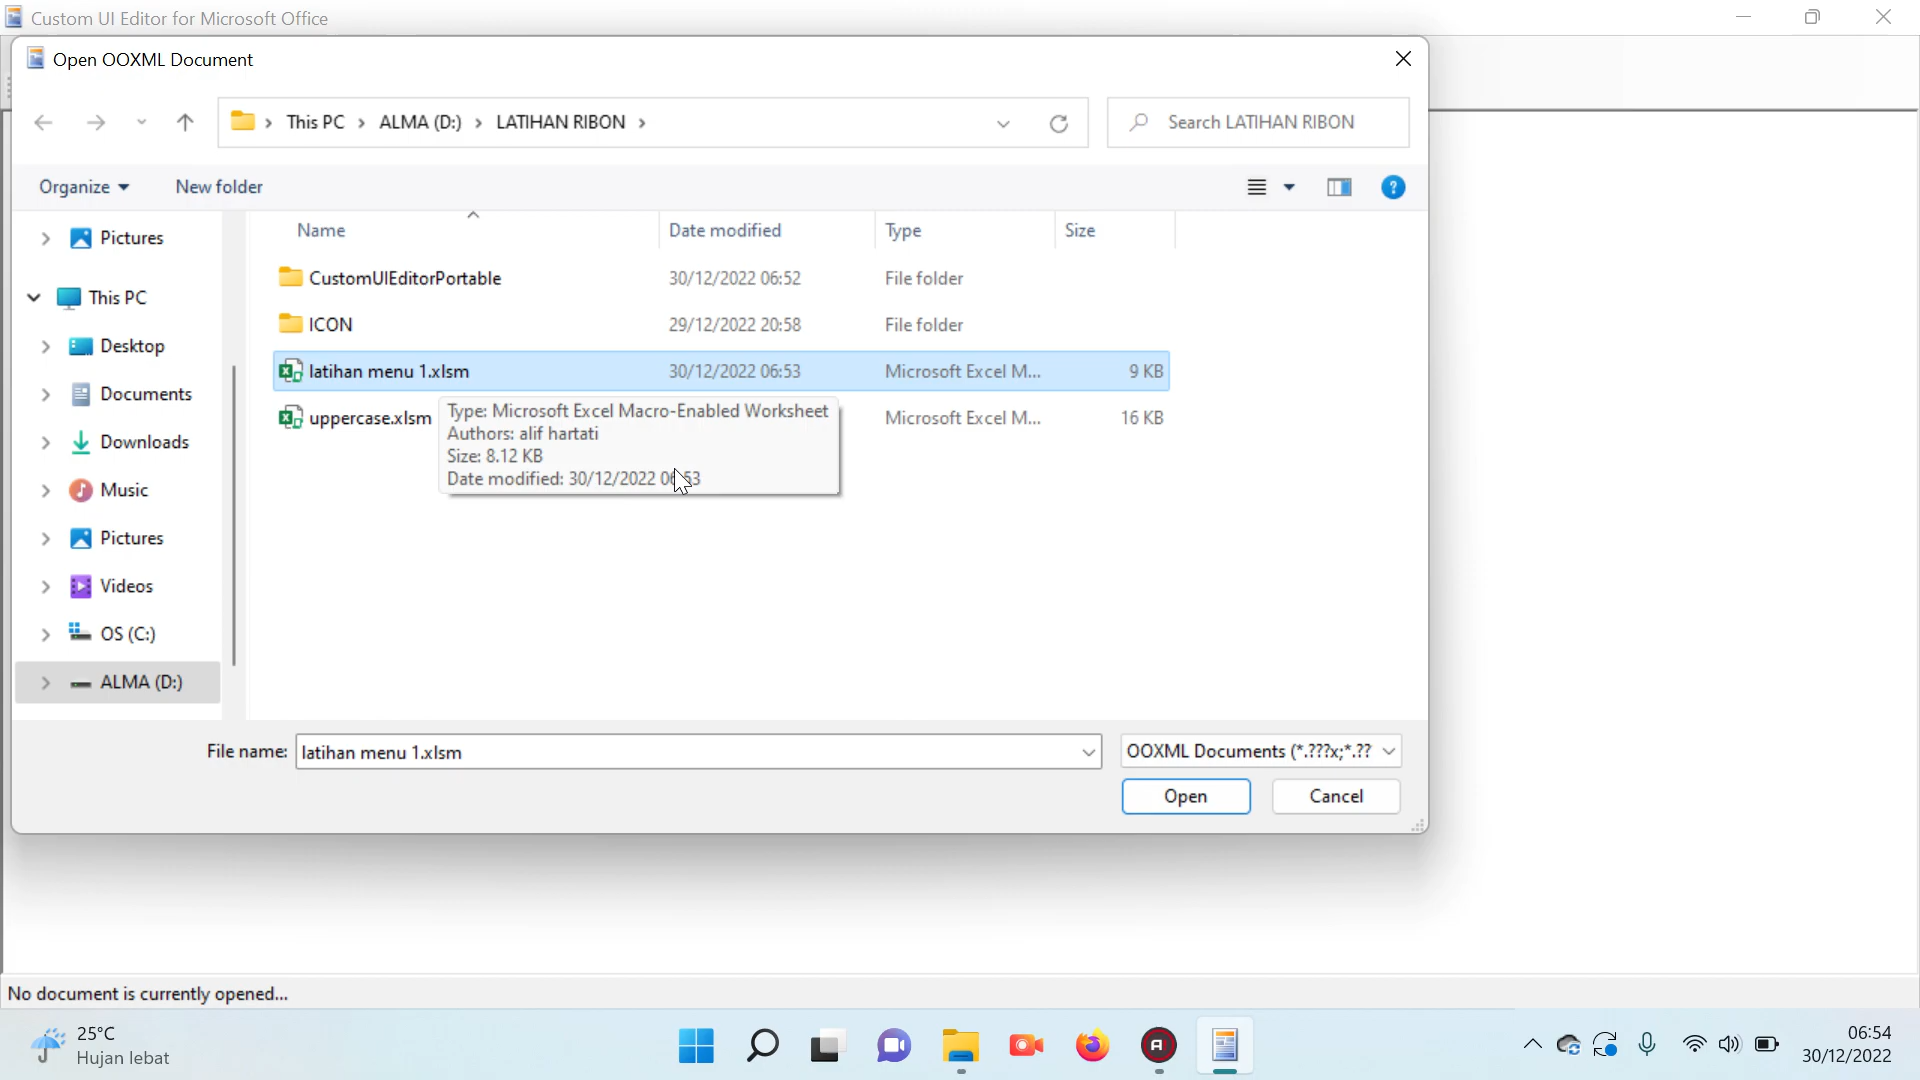 Custom UI Editor for Microsoft Office
Open OOXML Document
This PC > ALMA (D:) > LATIHAN RIBON >
Search LATIHAN RIBON
Organize
New folder
Name
Date modified
Type
Size
Pictures
This PC
Desktop
Documents
Downloads
Music
Pictures
Videos
OS (C:)
ALMA (D:)
CustomUIEditorPortable 30/12/2022 06:52 File folder
ICON 29/12/2022 20:58 File folder
latihan menu 1.xlsm 30/12/2022 06:53 Microsoft Excel M... 9 KB
uppercase.xlsm Microsoft Excel M... 16 KB
Type: Microsoft Excel Macro-Enabled Worksheet
Authors: alif hartati
Size: 8.12 KB
Date modified: 30/12/2022 06:53
File name: latihan menu 1.xlsm
OOXML Documents (*.???x;*.??
Open
Cancel
No document is currently opened...
25°C
Hujan lebat
06:54
30/12/2022